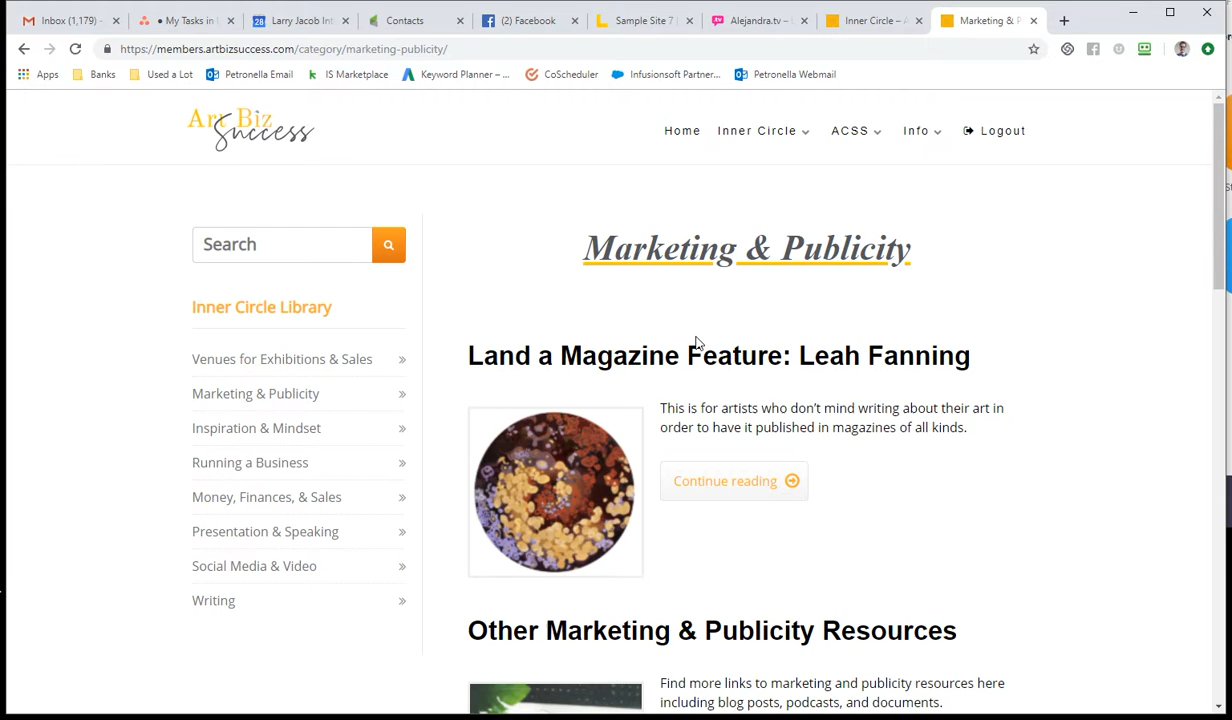 Inbox (1,179) -
My Tasks in
28 Larry Jacob Int
Contacts
(2) Facebook
Sample Site 7 |
Alejandra.tv –
Inner Circle – A
Marketing & P
https://members.artbizsuccess.com/category/marketing-publicity/
Apps Banks Used a Lot Petronella Email IS Marketplace Keyword Planner – ... CoScheduler Infusionsoft Partner... Petronella Webmail
Art Biz
Success
Home Inner Circle ACSS Info Logout
Search
Inner Circle Library
Venues for Exhibitions & Sales
Marketing & Publicity
Inspiration & Mindset
Running a Business
Money, Finances, & Sales
Presentation & Speaking
Social Media & Video
Writing
Marketing & Publicity
Land a Magazine Feature: Leah Fanning
This is for artists who don’t mind writing about their art in
order to have it published in magazines of all kinds.
Continue reading
Other Marketing & Publicity Resources
Find more links to marketing and publicity resources here
including blog posts, podcasts, and documents.